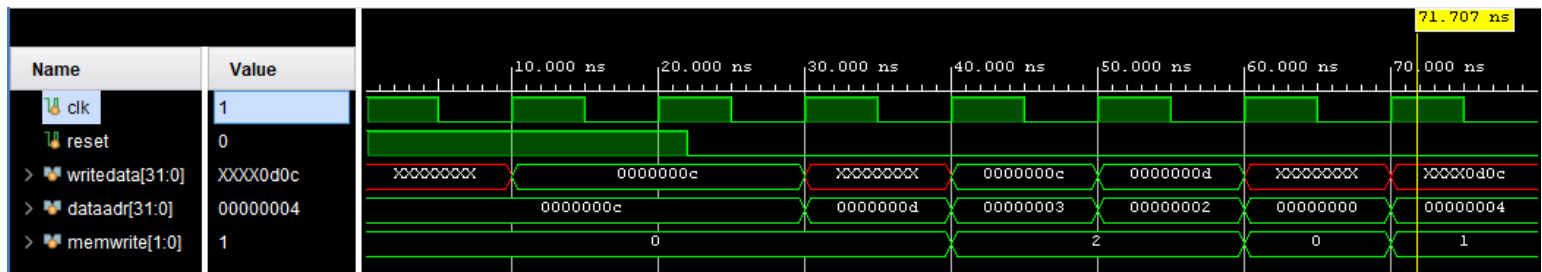 71.707 ns
Name Value
10.000 ns 20.000 ns 30.000 ns 40.000 ns 50.000 ns 60.000 ns 70.000 ns
clk 1
reset 0
> writedata[31:0] XXXX0d0c XXXXXXXX 0000000c XXXXXXXX 0000000c 0000000d XXXXXXXX XXXX0d0c
> dataadr[31:0] 00000004 0000000c 0000000d 00000003 00000002 00000000 00000004
> memwrite[1:0] 1 0 2 0 1